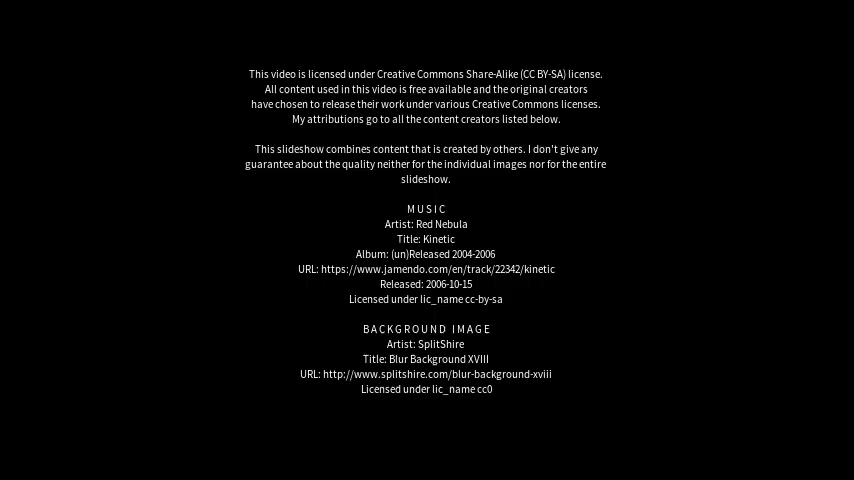 This video is licensed under Creative Commons Share-Alike (CC BY-SA) license.
All content used in this video is free available and the original creators
have chosen to release their work under various Creative Commons licenses.
My attributions go to all the content creators listed below.
This slideshow combines content that is created by others. I don't give any
guarantee about the quality neither for the individual images nor for the entire
slideshow.
MUSIC
Artist: Red Nebula
Title: Kinetic
Album: (un)Released 2004-2006
URL: https://www.jamendo.com/en/track/22342/kinetic
Released: 2006-10-15
Licensed under lic_name cc-by-sa
BACKGROUND IMAGE
Artist: SplitShire
Title: Blur Background XVIII
URL: http://www.splitshire.com/blur-background-xviii
Licensed under lic_name cc0